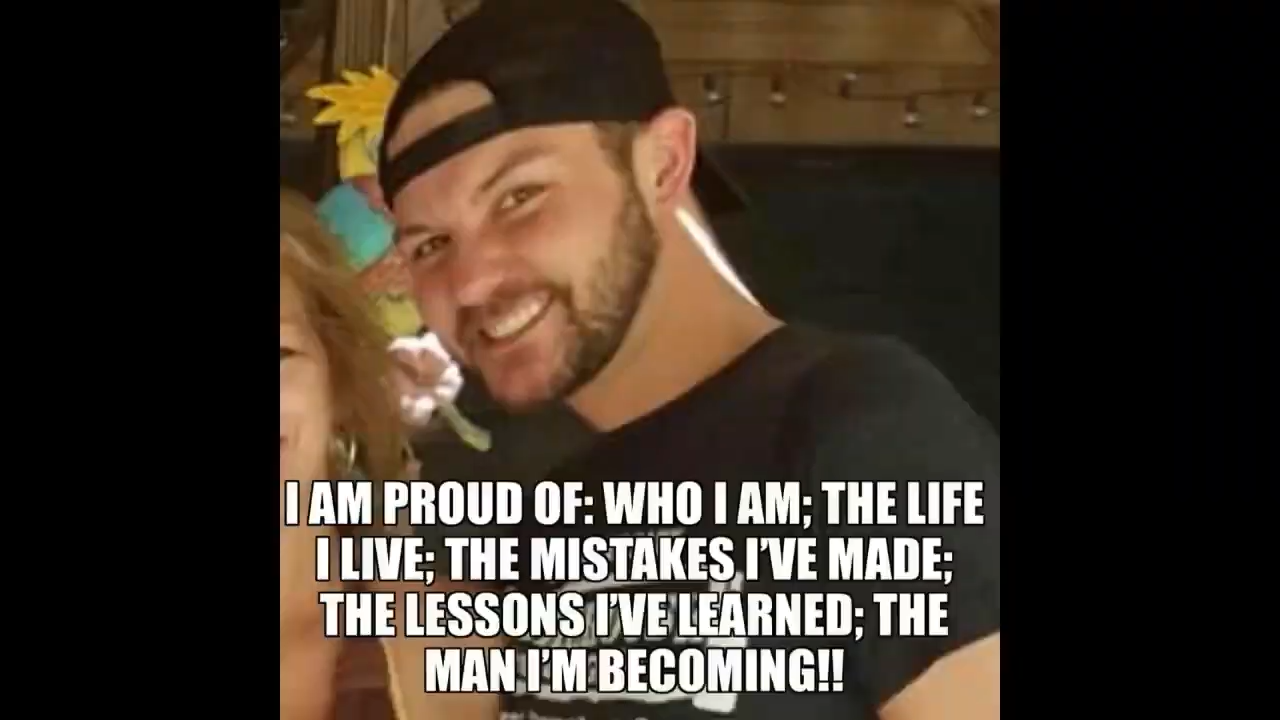 I AM PROUD OF: WHO I AM; THE LIFE
I LIVE; THE MISTAKES I'VE MADE;
THE LESSONS I'VE LEARNED; THE
MAN I'M BECOMING!!